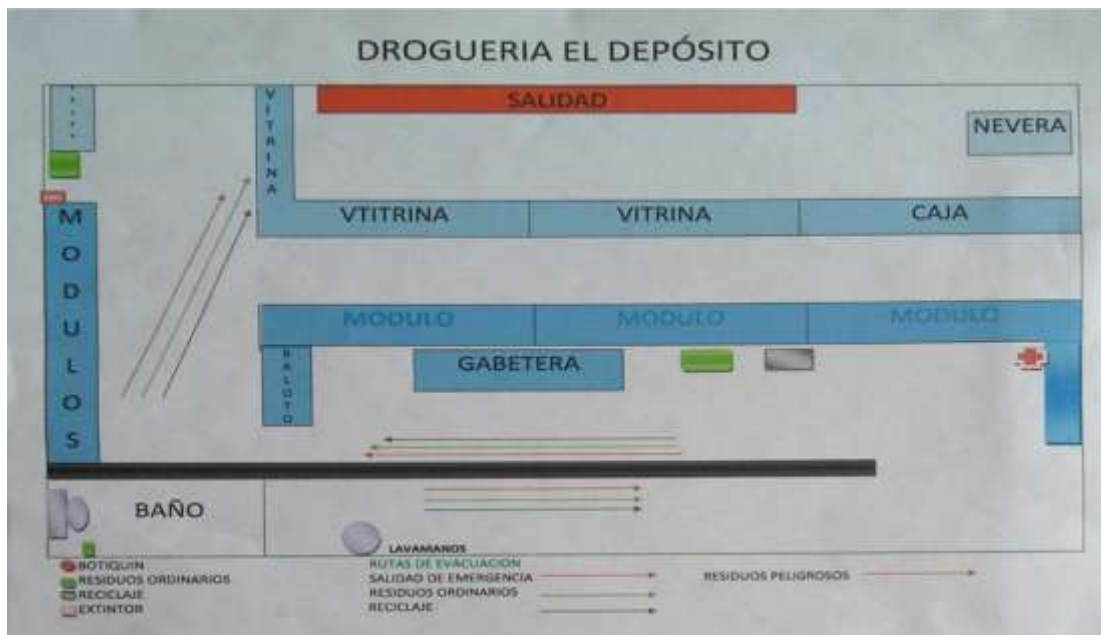 DROGUERIA EL DEPÓSITO
SALIDAD
NEVERA
VITRINA
VTITRINA
VITRINA
CAJA
MODULOS
MODULO
MODULO
MODULO
BALOTO
GABETERA
BAÑO
LAVAMANOS
BOTIQUIN
RESIDUOS ORDINARIOS
RECICLAJE
EXTINTOR
RUTAS DE EVACUACION
SALIDAD DE EMERGENCIA
RESIDUOS ORDINARIOS
RECICLAJE
RESIDUOS PELIGROSOS